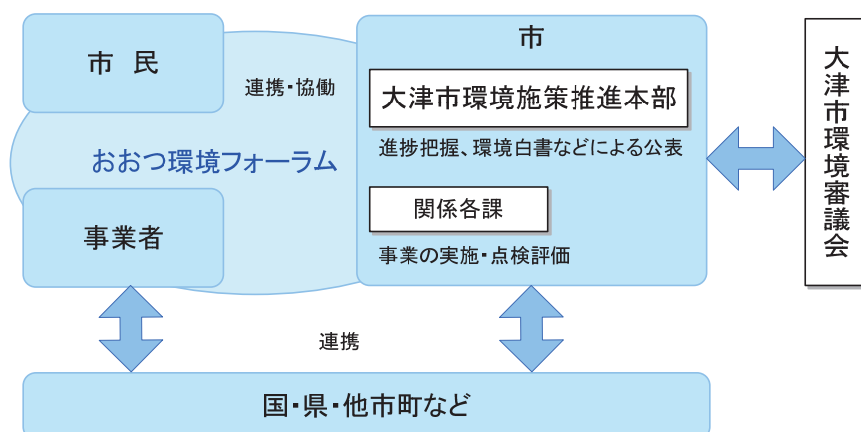 市 民
連携・協働
おおつ環境フォーラム
事業者
市
大津市環境施策推進本部
進捗把握、環境白書などによる公表
関係各課
事業の実施・点検評価
大津市環境審議会
連携
国・県・他市町など